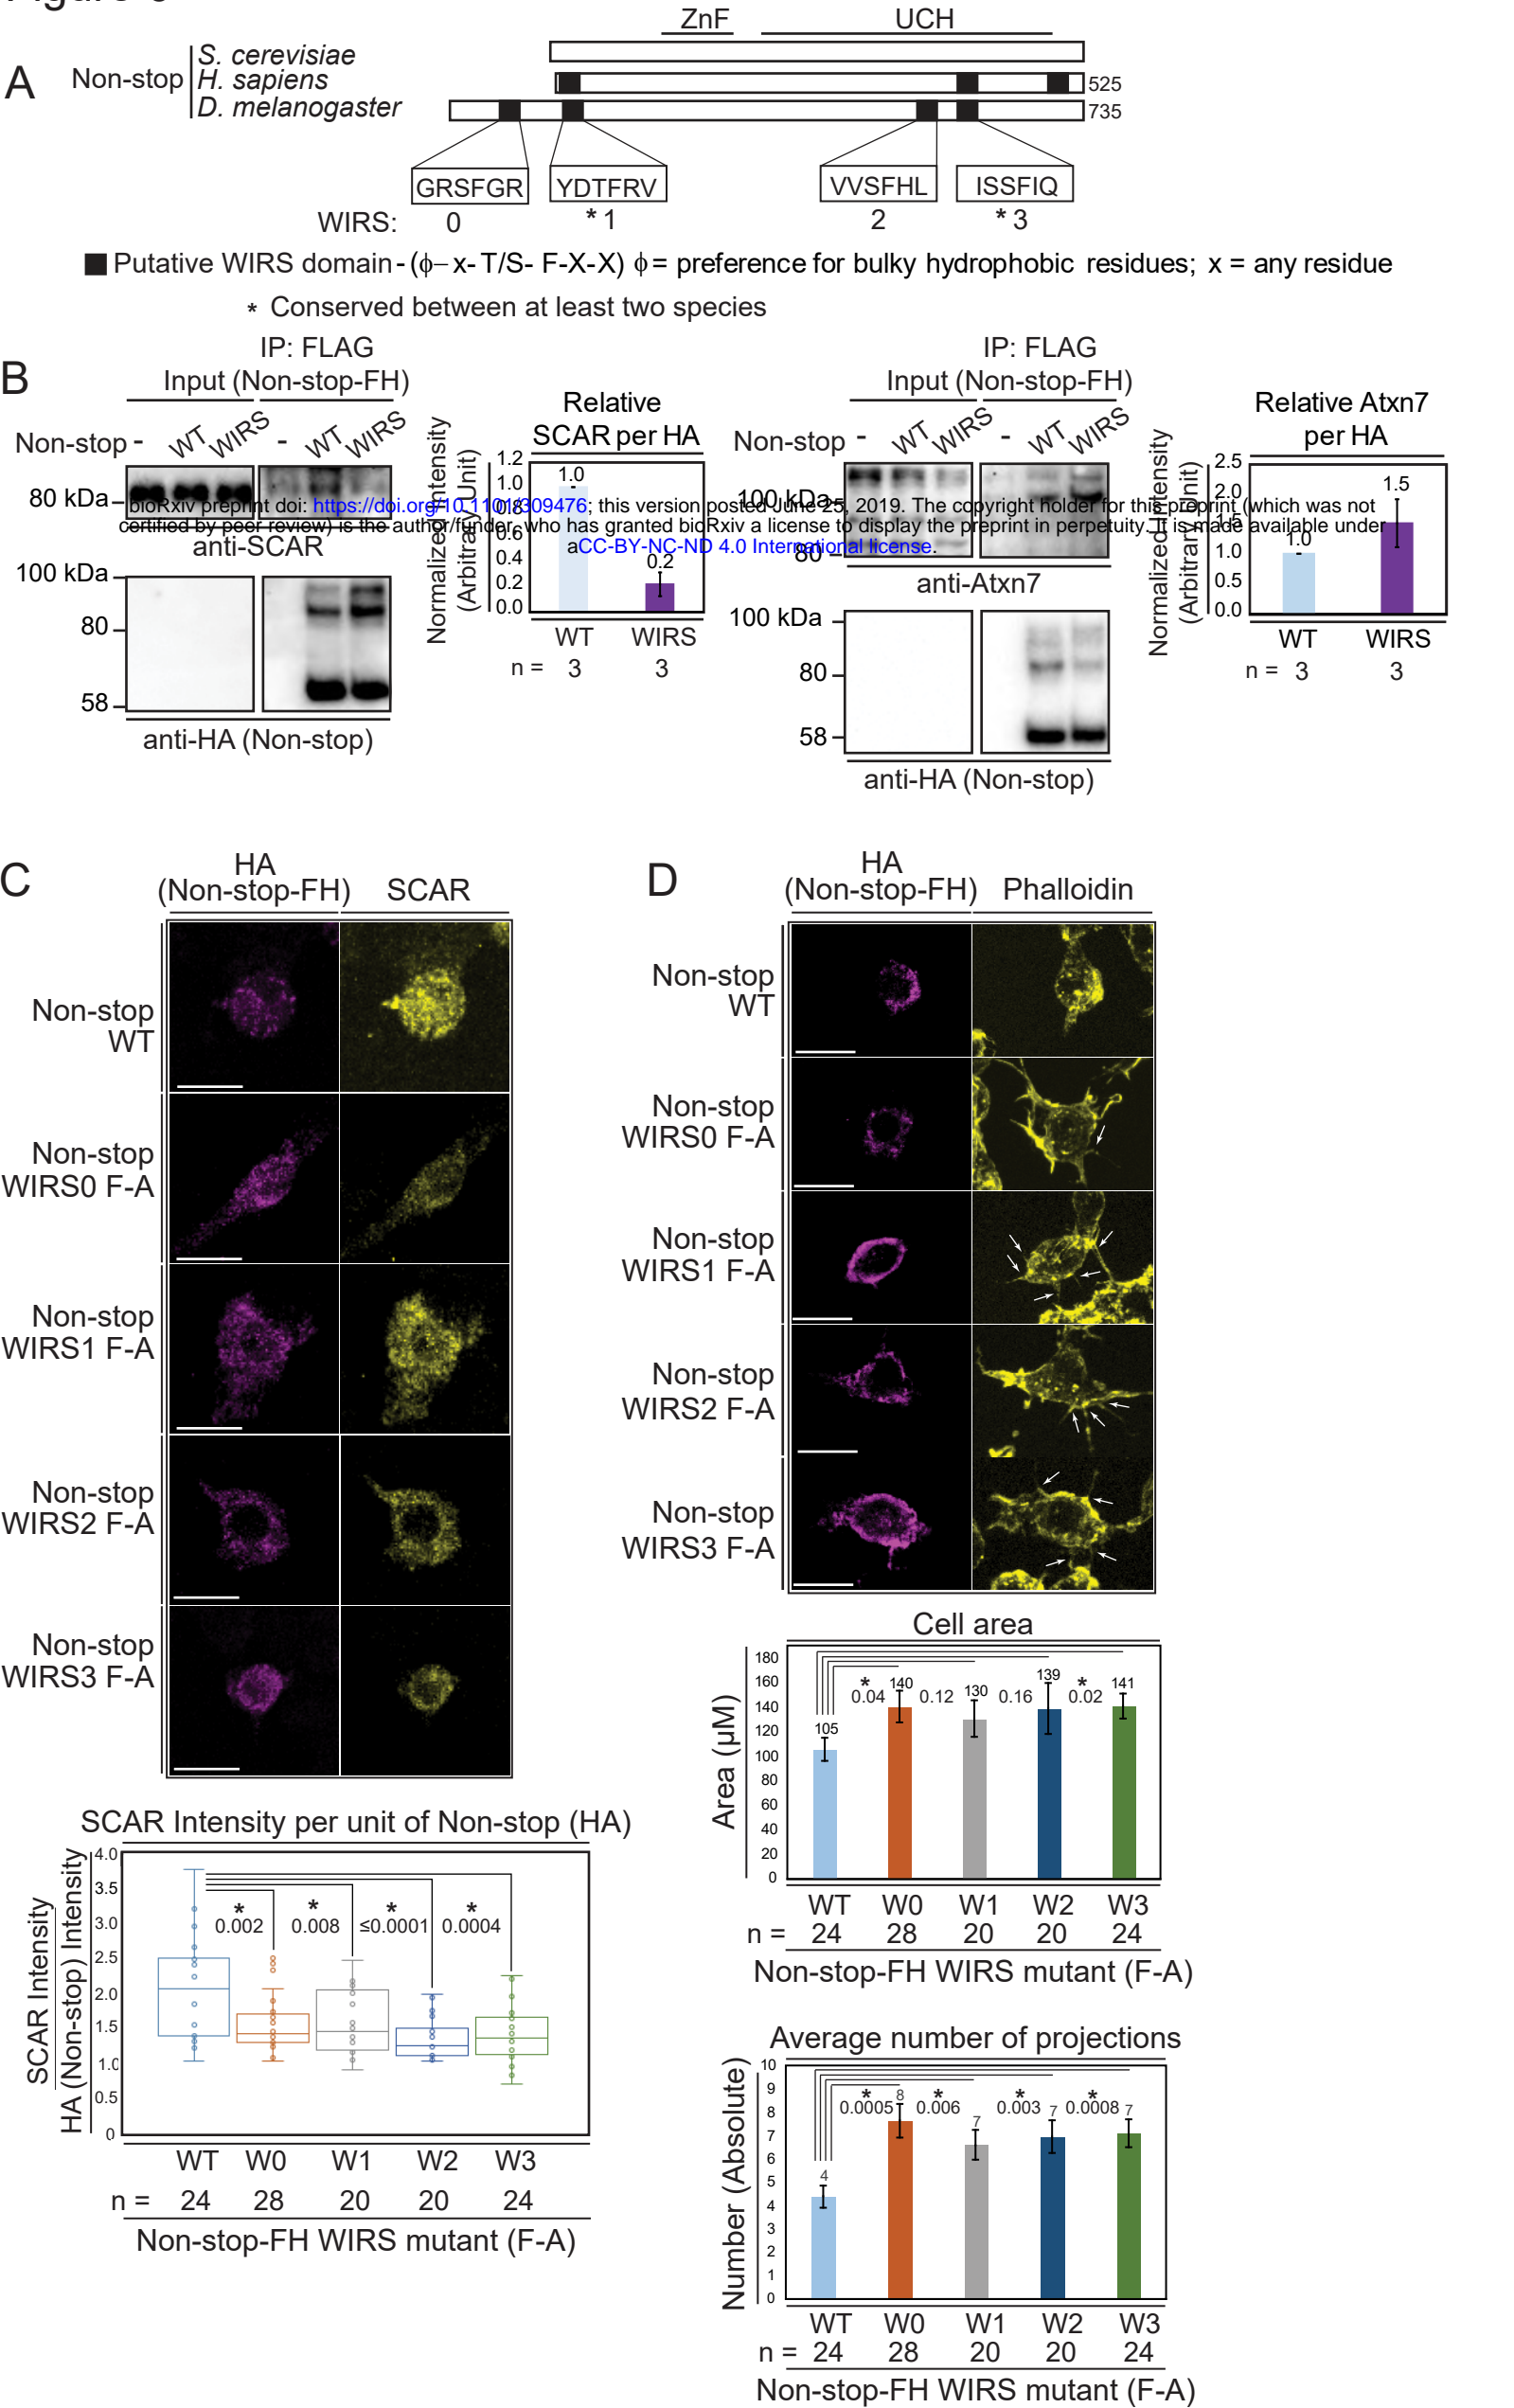 A
Non-stop
S. cerevisiae
H. sapiens
D. melanogaster
ZnF UCH
525
735
GRSFGR YDTFRV VVSFHL ISSFIQ
WIRS: 0 * 1 2 * 3
Putative WIRS domain - (ϕ–x- T/S- F-X-X) ϕ = preference for bulky hydrophobic residues; x = any residue
* Conserved between at least two species
B
IP: FLAG
Input (Non-stop-FH)
Non-stop - WT WIRS - WT WIRS
80 kDa
anti-SCAR
100 kDa
80
58
anti-HA (Non-stop)
Relative
SCAR per HA
Normalized Intensity
(Arbitrary Unit)
1.2
1.0
0.8
0.6
0.4
0.2
0.0
1.0
0.2
WT WIRS
n = 3 3
IP: FLAG
Input (Non-stop-FH)
Non-stop - WT WIRS - WT WIRS
100 kDa
80
anti-Atxn7
100 kDa
80
58
anti-HA (Non-stop)
Relative Atxn7
per HA
Normalized Intensity
(Arbitrary Unit)
2.5
2.0
1.5
1.0
0.5
0.0
1.0
1.5
WT WIRS
n = 3 3
bioRxiv preprint doi: https://doi.org/10.1101/309476; this version posted June 25, 2019. The copyright holder for this preprint (which was not
certified by peer review) is the author/funder, who has granted bioRxiv a license to display the preprint in perpetuity. It is made available under
aCC-BY-NC-ND 4.0 International license.
C
HA
(Non-stop-FH) SCAR
Non-stop
WT
Non-stop
WIRS0 F-A
Non-stop
WIRS1 F-A
Non-stop
WIRS2 F-A
Non-stop
WIRS3 F-A
SCAR Intensity per unit of Non-stop (HA)
SCAR Intensity
HA (Non-stop) Intensity
4.0
3.5
3.0
2.5
2.0
1.5
1.0
0.5
0
* * * *
0.002 0.008 ≤0.0001 0.0004
WT W0 W1 W2 W3
n = 24 28 20 20 24
Non-stop-FH WIRS mutant (F-A)
D
HA
(Non-stop-FH) Phalloidin
Non-stop
WT
Non-stop
WIRS0 F-A
Non-stop
WIRS1 F-A
Non-stop
WIRS2 F-A
Non-stop
WIRS3 F-A
Cell area
Area (µM)
180
160
140
120
100
80
60
40
20
0
* *
0.04 0.12 0.16 0.02
105 140 130 139 141
WT W0 W1 W2 W3
n = 24 28 20 20 24
Non-stop-FH WIRS mutant (F-A)
Average number of projections
Number (Absolute)
10
9
8
7
6
5
4
3
2
1
0
* * * *
0.0005 0.006 0.003 0.0008
4 8 7 7 7
WT W0 W1 W2 W3
n = 24 28 20 20 24
Non-stop-FH WIRS mutant (F-A)